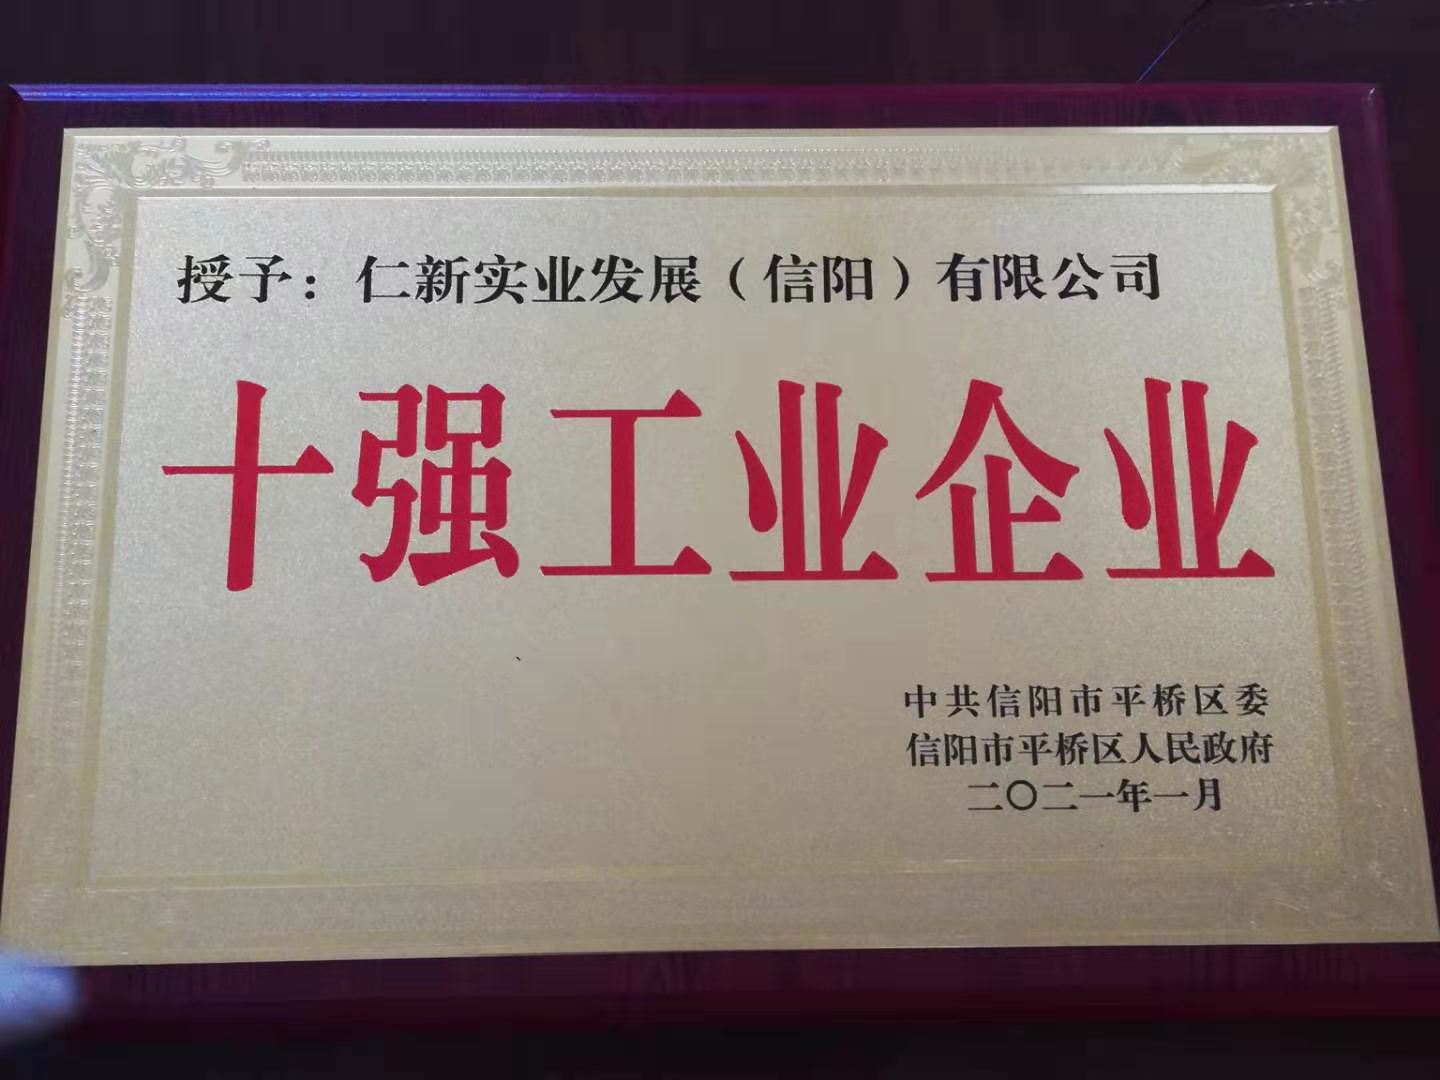 授予：仁新实业发展（信阳）有限公司
十强工业企业
中共信阳市平桥区委
信阳市平桥区人民政府
二〇二一年一月